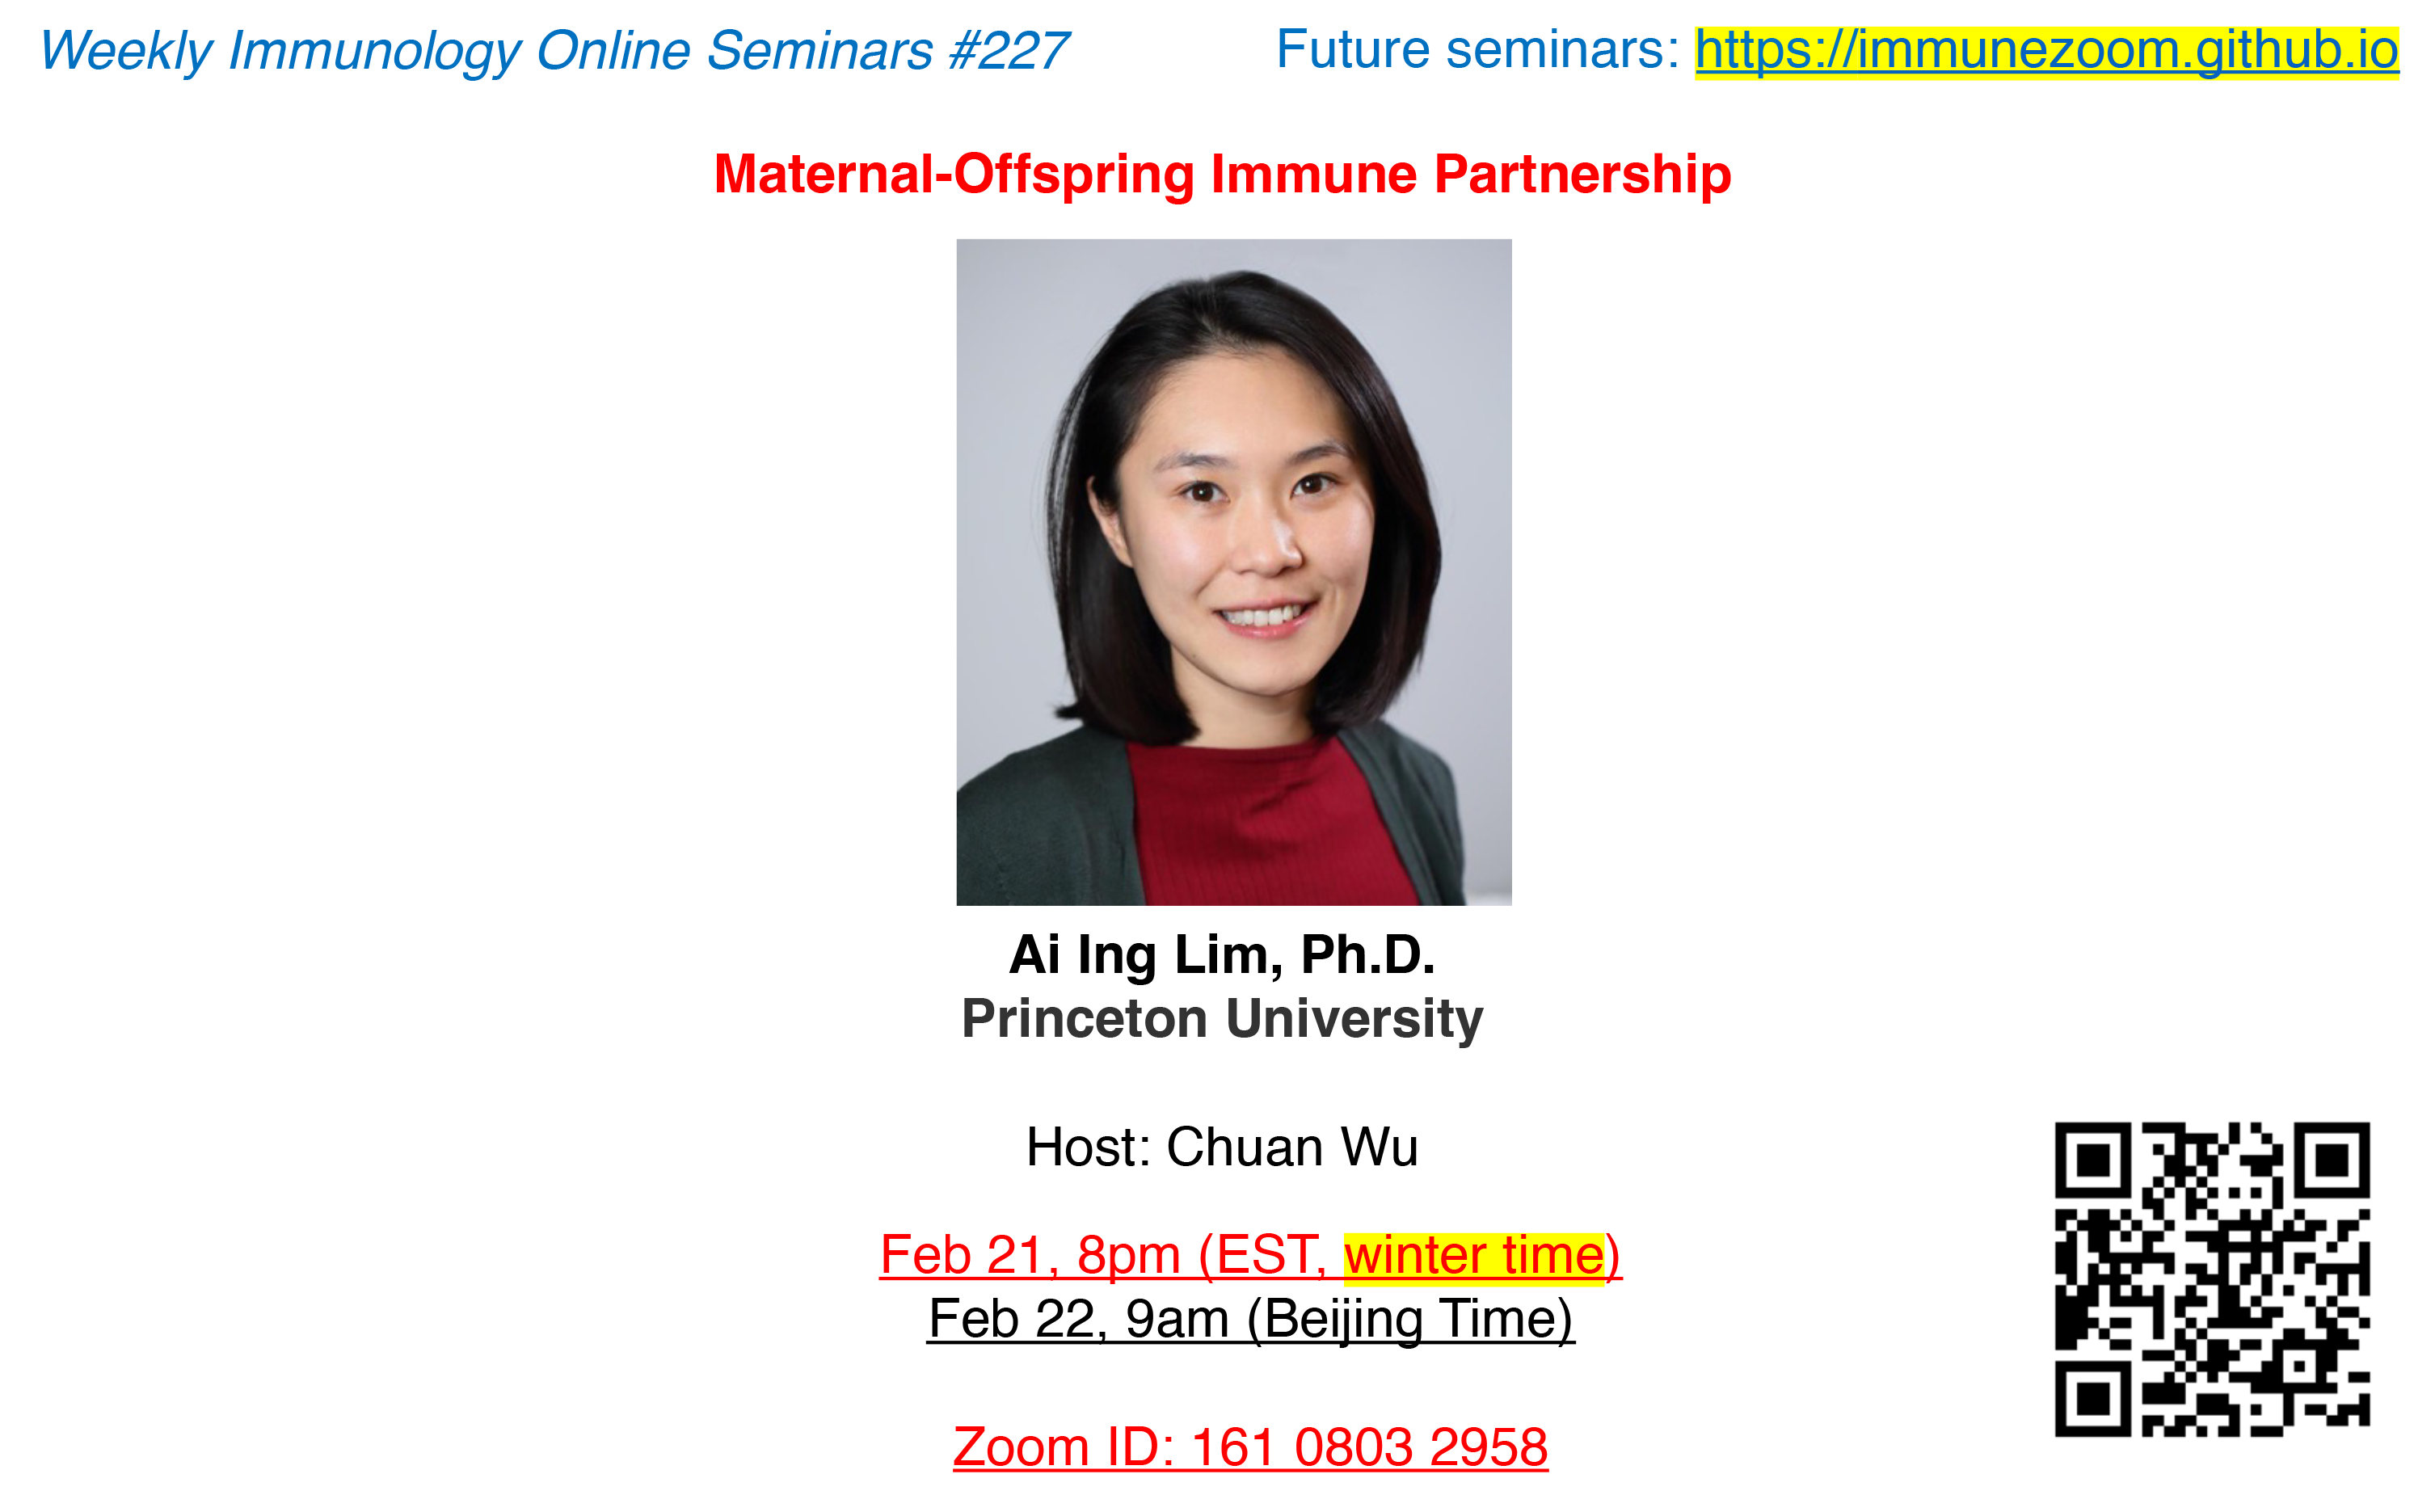 Weekly Immunology Online Seminars #227
Future seminars: https://immunezoom.github.io
Maternal-Offspring Immune Partnership
Ai Ing Lim, Ph.D.
Princeton University
Host: Chuan Wu
Feb 21, 8pm (EST, winter time)
Feb 22, 9am (Beijing Time)
Zoom ID: 161 0803 2958